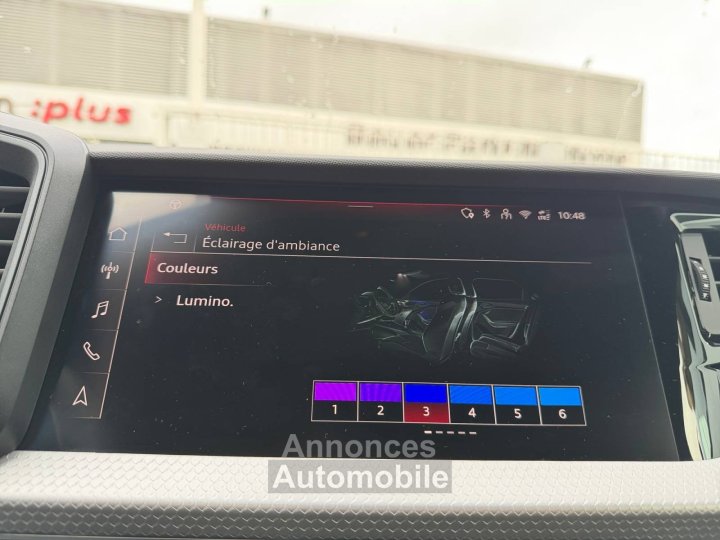 :plus
10:48
Véhicule
Éclairage d'ambiance
Couleurs
> Lumino.
1 2 3 4 5 6
Annonces
Automobile